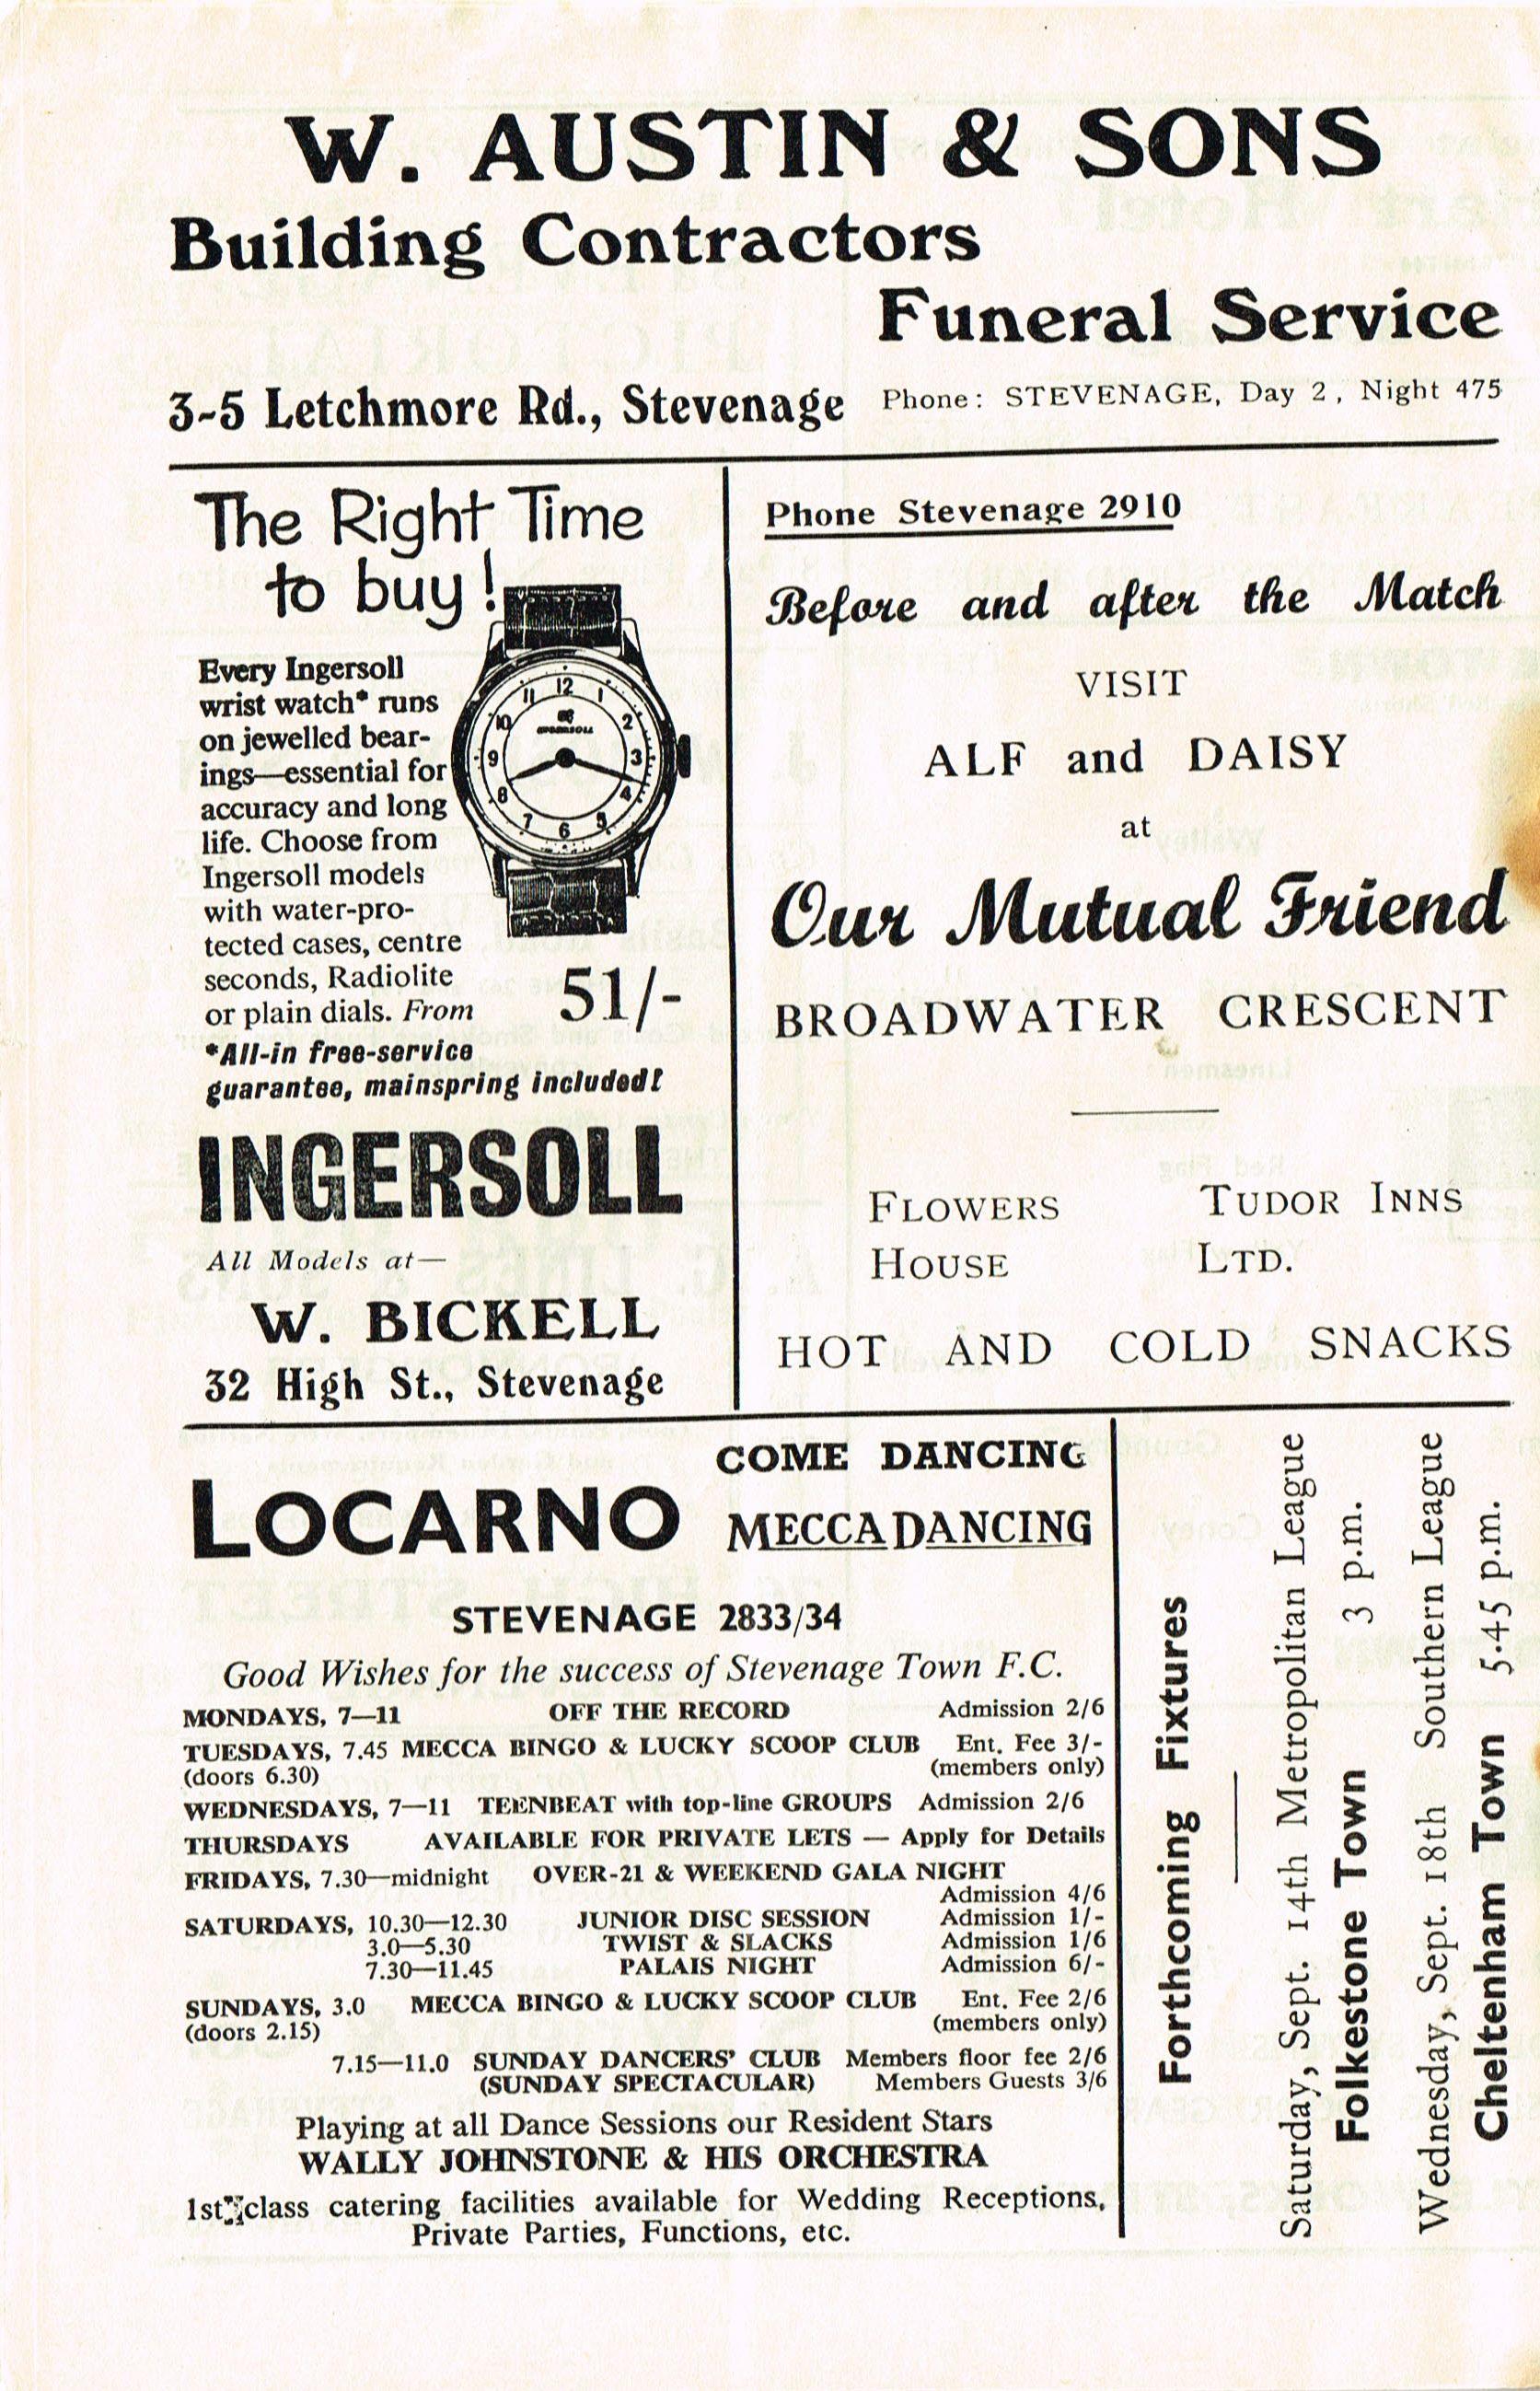 W. AUSTIN & SONS
Building Contractors
Funeral Service
3-5 Letchmore Rd., Stevenage Phone: STEVENAGE, Day 2, Night 475
The Right Time
to buy!
Every Ingersoll
wrist watch* runs
on jewelled bear-
ings—essential for
accuracy and long
life. Choose from
Ingersoll models
with water-pro-
tected cases, centre
seconds, Radiolite
or plain dials. From 51/-
*All-in free-service
guarantee, mainspring included!
12
1
2
3
4
5
6
7
8
9
10
11
INGERSOLL
INGERSOLL
All Models at—
W. BICKELL
32 High St., Stevenage
Phone Stevenage 2910
Before and after the Match
VISIT
ALF and DAISY
at
Our Mutual Friend
BROADWATER CRESCENT
FLOWERS TUDOR INNS
HOUSE LTD.
HOT AND COLD SNACKS
COME DANCING
LOCARNO MECCA DANCING
STEVENAGE 2833/34
Good Wishes for the success of Stevenage Town F.C.
MONDAYS, 7—11 OFF THE RECORD Admission 2/6
TUESDAYS, 7.45 MECCA BINGO & LUCKY SCOOP CLUB Ent. Fee 3/-
(doors 6.30) (members only)
WEDNESDAYS, 7—11 TEENBEAT with top-line GROUPS Admission 2/6
THURSDAYS AVAILABLE FOR PRIVATE LETS — Apply for Details
FRIDAYS, 7.30—midnight OVER-21 & WEEKEND GALA NIGHT
Admission 4/6
SATURDAYS, 10.30—12.30 JUNIOR DISC SESSION Admission 1/-
3.0—5.30 TWIST & SLACKS Admission 1/6
7.30—11.45 PALAIS NIGHT Admission 6/-
SUNDAYS, 3.0 MECCA BINGO & LUCKY SCOOP CLUB Ent. Fee 2/6
(doors 2.15) (members only)
7.15—11.0 SUNDAY DANCERS' CLUB Members floor fee 2/6
(SUNDAY SPECTACULAR) Members Guests 3/6
Playing at all Dance Sessions our Resident Stars
WALLY JOHNSTONE & HIS ORCHESTRA
1st class catering facilities available for Wedding Receptions,
Private Parties, Functions, etc.
Forthcoming Fixtures
Saturday, Sept. 14th Metropolitan League
Folkestone Town 3 p.m.
Wednesday, Sept. 18th Southern League
Cheltenham Town 5.45 p.m.